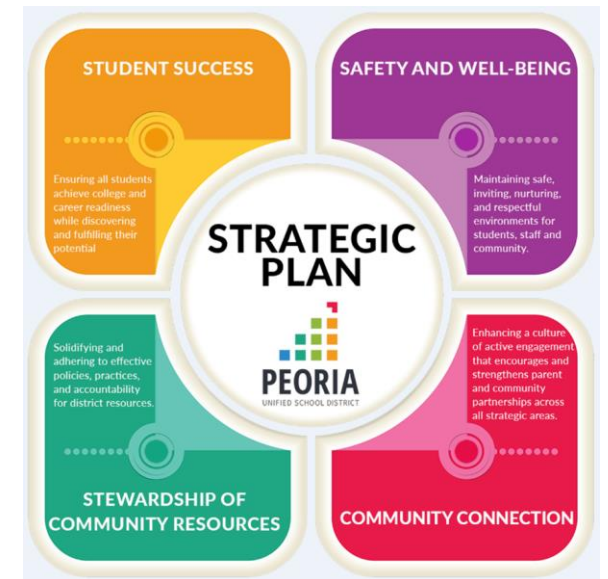 STUDENT SUCCESS
Ensuring all students
achieve college and
career readiness
while discovering
and fulfilling their
potential
SAFETY AND WELL-BEING
Maintaining safe,
inviting, nurturing,
and respectful
environments for
students, staff and
community.
STRATEGIC
PLAN
PEORIA
UNIFIED SCHOOL DISTRICT
Solidifying and
adhering to effective
policies, practices,
and accountability
for district resources.
STEWARDSHIP OF
COMMUNITY RESOURCES
Enhancing a culture
of active engagement
that encourages and
strengthens parent
and community
partnerships across
all strategic areas.
COMMUNITY CONNECTION